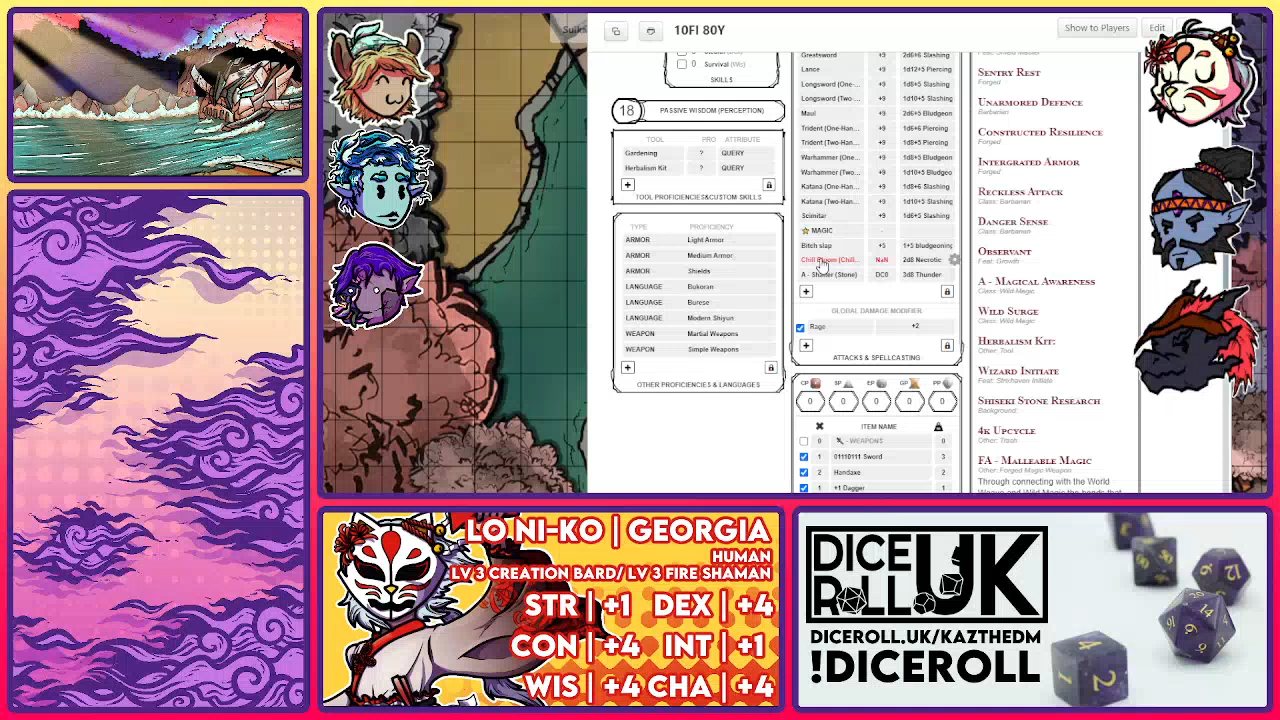 10FI 80Y
Show to Players
Edit
0 Survival (Wis)
SKILLS
18 PASSIVE WISDOM (PERCEPTION)
TOOL PRO ATTRIBUTE
Gardening ? QUERY
Herbalism Kit ? QUERY
+
TOOL PROFICIENCIES&CUSTOM SKILLS
TYPE PROFICIENCY
ARMOR Light Armor
ARMOR Medium Armor
ARMOR Shields
LANGUAGE Bukoran
LANGUAGE Burese
LANGUAGE Modern Shiyun
WEAPON Martial Weapons
WEAPON Simple Weapons
+
OTHER PROFICIENCIES & LANGUAGES
Greatsword +9 2d6+6 Slashing
Lance +9 1d12+5 Piercing
Longsword (One-... +9 1d8+5 Slashing
Longsword (Two-... +9 1d10+5 Slashing
Maul +9 2d6+5 Bludgeon
Trident (One-Han... +9 1d6+6 Piercing
Trident (Two-Han... +9 1d8+5 Piercing
Warhammer (One... +9 1d8+5 Bludgeon
Warhammer (Two... +9 1d10+5 Bludgeo
Katana (One-Han... +9 1d8+6 Slashing
Katana (Two-Han... +9 1d10+5 Slashing
Scimitar +9 1d6+5 Slashing
MAGIC -
Bitch slap +5 1+5 bludgeoning
(Chill... NaN 2d8 Necrotic
A - Shatter (Stone) DC0 3d8 Thunder
+
GLOBAL DAMAGE MODIFIER
Rage +2
+
ATTACKS & SPELLCASTING
CP SP EP GP PP
0 0 0 0 0
ITEM NAME
0 - WEAPONS 0
1 01110111 Sword 3
2 Handaxe 2
1 +1 Dagger 1
SENTRY REST
Forged
UNARMORED DEFENCE
Barbarian
CONSTRUCTED RESILIENCE
Forged
INTERGRATED ARMOR
Forged
RECKLESS ATTACK
Class: Barbarian
DANGER SENSE
Class: Barbarian
OBSERVANT
Feat: Growth
A - MAGICAL AWARENESS
Class: Wild Magic
WILD SURGE
Class: Wild Magic
HERBALISM KIT:
Other: Tool
WIZARD INITIATE
Feat: Strixhaven Initiate
SHISEKI STONE RESEARCH
Background:
4K UPCYCLE
Other: Trash
FA - MALLEABLE MAGIC
Other: Forged Magic Weapon
Through connecting with the World
LO NI-KO | GEORGIA
HUMAN
LV 3 CREATION BARD/ LV 3 FIRE SHAMAN
STR | +1 DEX | +4
CON | +4 INT | +1
WIS | +4 CHA | +4
DICE
ROLL UK
DICEROLL.UK/KAZTHEDM
!DICEROLL